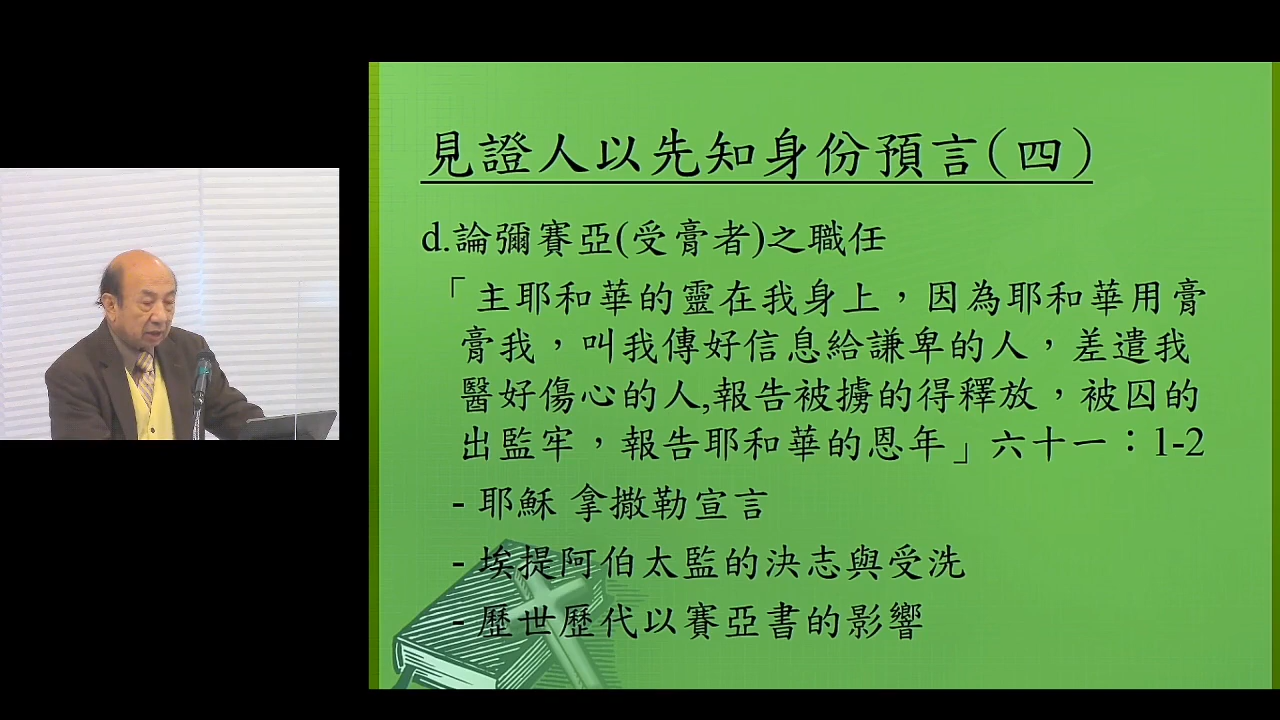 見證人以先知身份預言(四)
d.論彌賽亞(受膏者)之職任
「主耶和華的靈在我身上，因為耶和華用膏
膏我，叫我傳好信息給謙卑的人，差遣我
醫好傷心的人,報告被擄的得釋放，被囚的
出監牢，報告耶和華的恩年」六十一：1-2
- 耶穌 拿撒勒宣言
- 埃提阿伯太監的決志與受洗
- 歷世歷代以賽亞書的影響